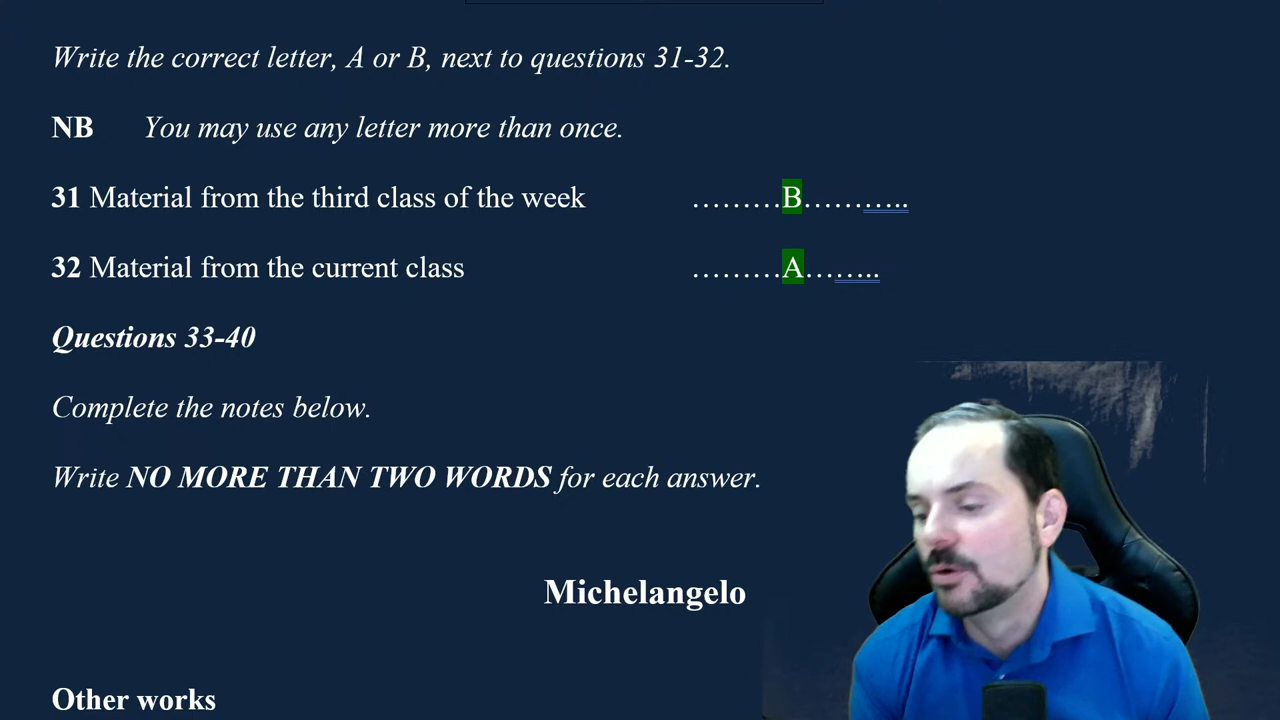 Write the correct letter, A or B, next to questions 31-32.
NB You may use any letter more than once.
31 Material from the third class of the week ………B………..
32 Material from the current class ………A……..
Questions 33-40
Complete the notes below.
Write NO MORE THAN TWO WORDS for each answer.
Michelangelo
Other works